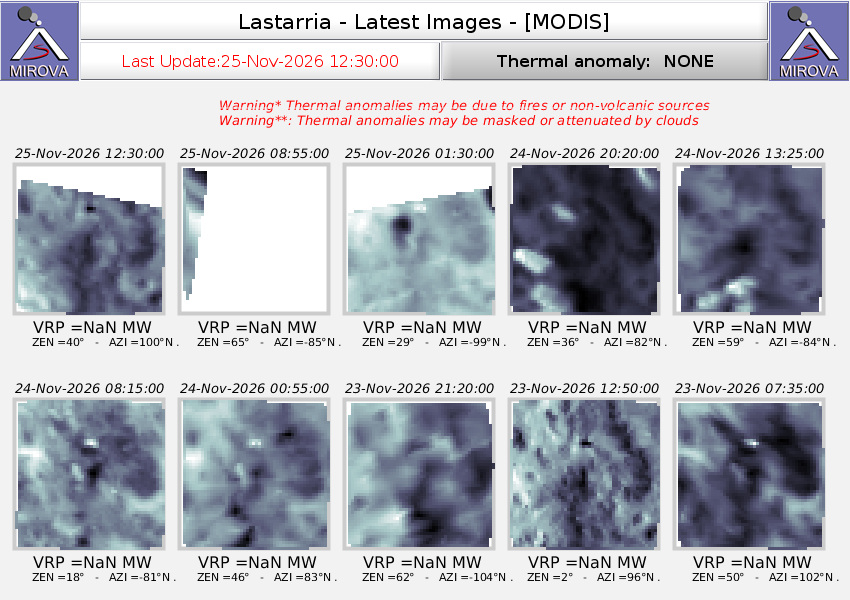 Lastarria - Latest Images - [MODIS]
MIROVA
Last Update:25-Nov-2026 12:30:00
Thermal anomaly: NONE
MIROVA
Warning* Thermal anomalies may be due to fires or non-volcanic sources
Warning**: Thermal anomalies may be masked or attenuated by clouds
25-Nov-2026 12:30:00 25-Nov-2026 08:55:00 25-Nov-2026 01:30:00 24-Nov-2026 20:20:00 24-Nov-2026 13:25:00
VRP =NaN MW VRP =NaN MW VRP =NaN MW VRP =NaN MW VRP =NaN MW
ZEN =40° - AZI =100°N . ZEN =65° - AZI =-85°N . ZEN =29° - AZI =-99°N . ZEN =36° - AZI =82°N . ZEN =59° - AZI =-84°N .
24-Nov-2026 08:15:00 24-Nov-2026 00:55:00 23-Nov-2026 21:20:00 23-Nov-2026 12:50:00 23-Nov-2026 07:35:00
VRP =NaN MW VRP =NaN MW VRP =NaN MW VRP =NaN MW VRP =NaN MW
ZEN =18° - AZI =-81°N . ZEN =46° - AZI =83°N . ZEN =62° - AZI =-104°N . ZEN =2° - AZI =96°N . ZEN =50° - AZI =102°N .